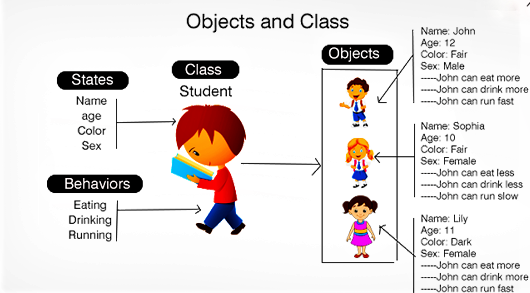 Objects and Class
States
Name
age
Color
Sex
Behaviors
Eating
Drinking
Running
Class
Student
Objects
Name: John
Age: 12
Color: Fair
Sex: Male
-----John can eat more
-----John can drink more
-----John can run fast
Name: Sophia
Age: 10
Color: Fair
Sex: Female
----John can eat less
----John can drink less
----John can run slow
Name: Lily
Age: 11
Color: Dark
Sex: Female
-----John can eat more
-----John can drink more
-----John can run fast